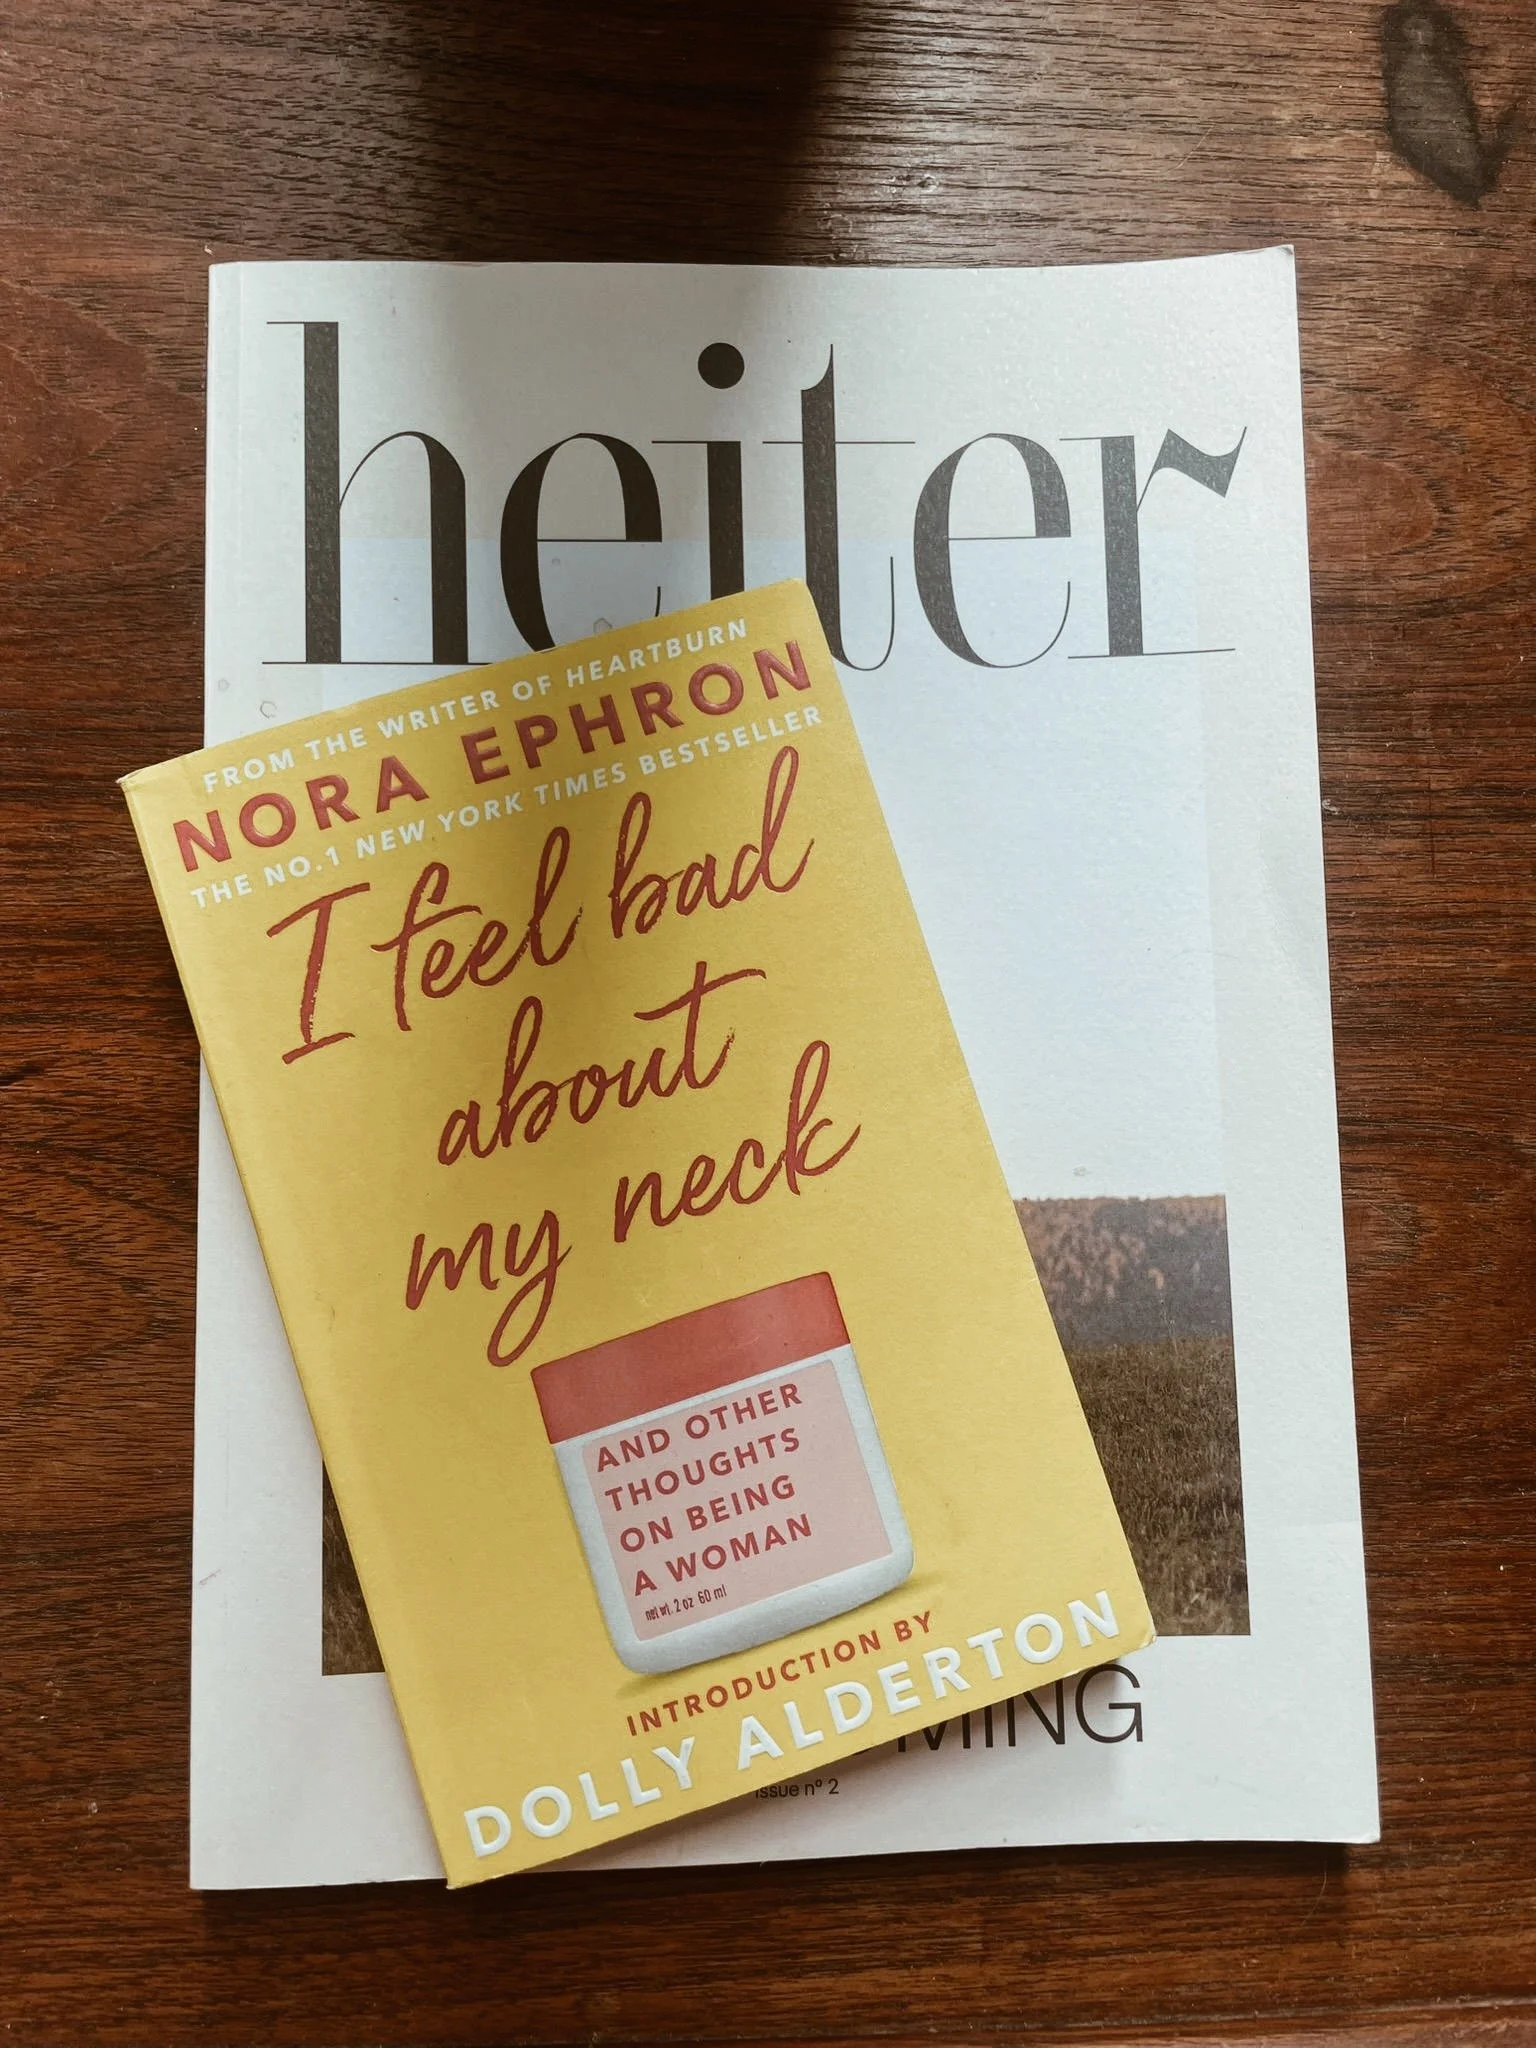 heiter
FROM THE WRITER OF HEARTBURN
NORA EPHRON
THE NO.1 NEW YORK TIMES BESTSELLER
I feel bad
about
my neck
AND OTHER
THOUGHTS
ON BEING
A WOMAN
net wt. 2 oz 60 ml
INTRODUCTION BY
DOLLY ALDERTON
issue nº 2